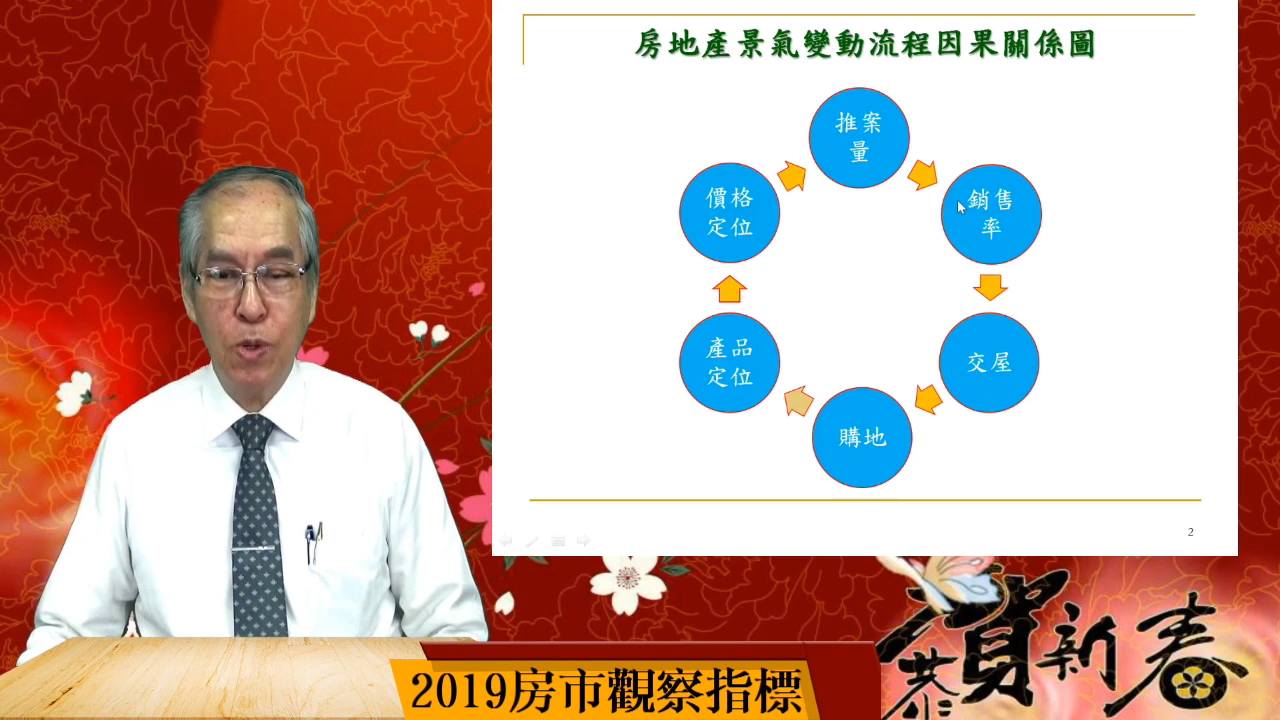 房地產景氣變動流程因果關係圖
推案
量
銷售
率
交屋
購地
產品
定位
價格
定位
2
2019房市觀察指標
恭賀新春